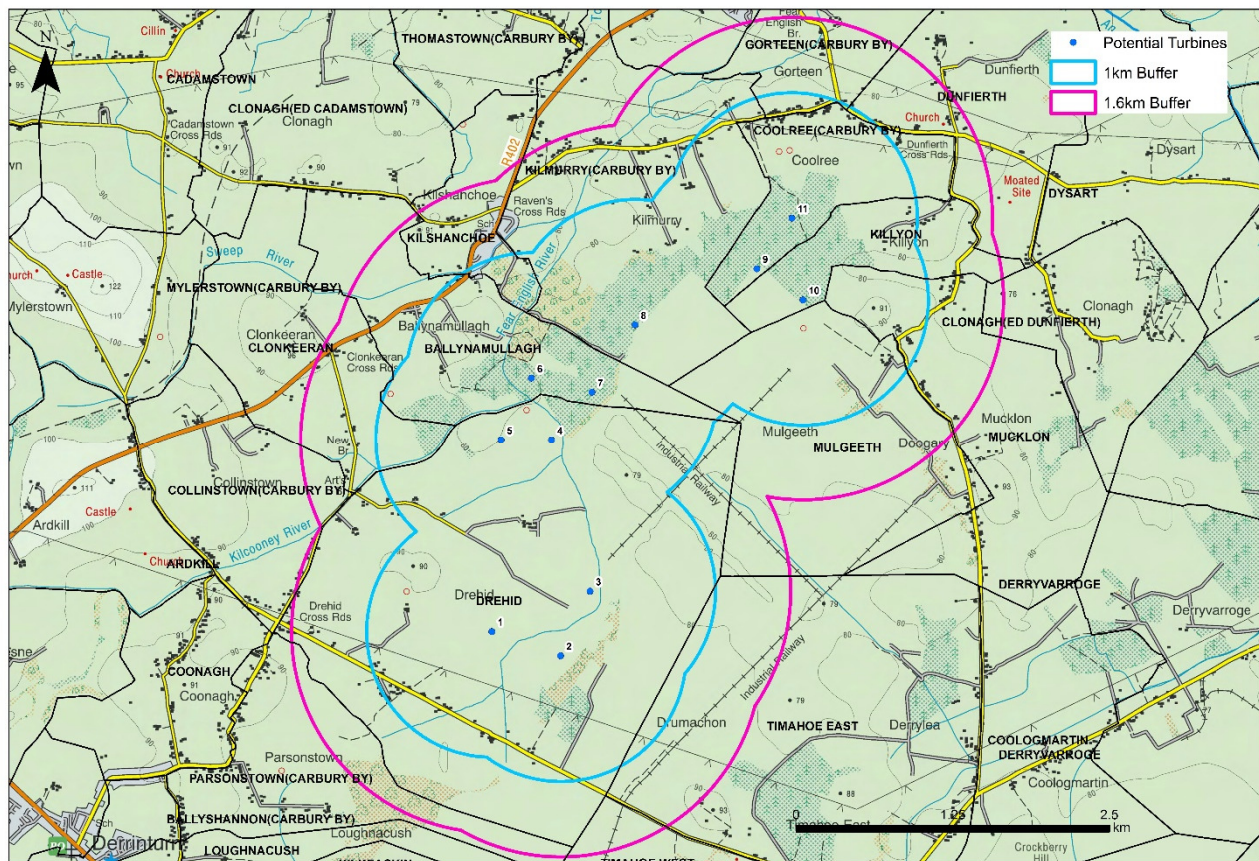 N
Potential Turbines
1km Buffer
1.6km Buffer
Cillin
Church
CADAMSTOWN
THOMASTOWN(CARBURY BY)
Fear
English
Br.
GORTEEN(CARBURY BY)
Gorteen
Dunfierth
CLONAGH(ED CADAMSTOWN)
Clonagh
Cadamstown
Cross Rds
DUNFIERTH
Church
COOLREE(CARBURY BY)
Coolree
Dunfierth
Cross Rds
Dysart
R402
KILMURRY(CARBURY BY)
Moated
Site
DYSART
Kilshanchoe
Raven's
Cross Rds
Sch
Kilmurry
KILSHANCHOE
KILLYON
Killyon
Sweep River
Castle
Mylerstown
MYLERSTOWN(CARBURY BY)
Fear English River
Clonagh
CLONAGH(ED DUNFIERTH)
Ballynamullagh
BALLYNAMULLAGH
Clonkeeran
CLONKEERAN
Clonkeeran
Cross Rds
1
2
3
4
5
6
7
8
9
10
11
New
Br
Art's
Mulgeeth
MULGEETH
Doogary
Mucklon
MUCKLON
Industrial Railway
Collinstown
COLLINSTOWN(CARBURY BY)
Ardkill
Castle
Church
ARDKILL
Kilcooney River
Drehid
DREHID
Drehid
Cross Rds
DERRYVARROGE
Derryvarroge
COONAGH
Coonagh
Industrial Railway
Drumachon
TIMAHOE EAST
Derrylea
COOLOGMARTIN
DERRYVARROGE
Coologmartin
Parsonstown
PARSONSTOWN(CARBURY BY)
BALLYSHANNON(CARBURY BY)
Loughnacush
LOUGHNACUSH
Sch
Derrinturn
TIMAHOE WEST
Timahoe East
Crockberry
Hill
0
1.25
2.5
km